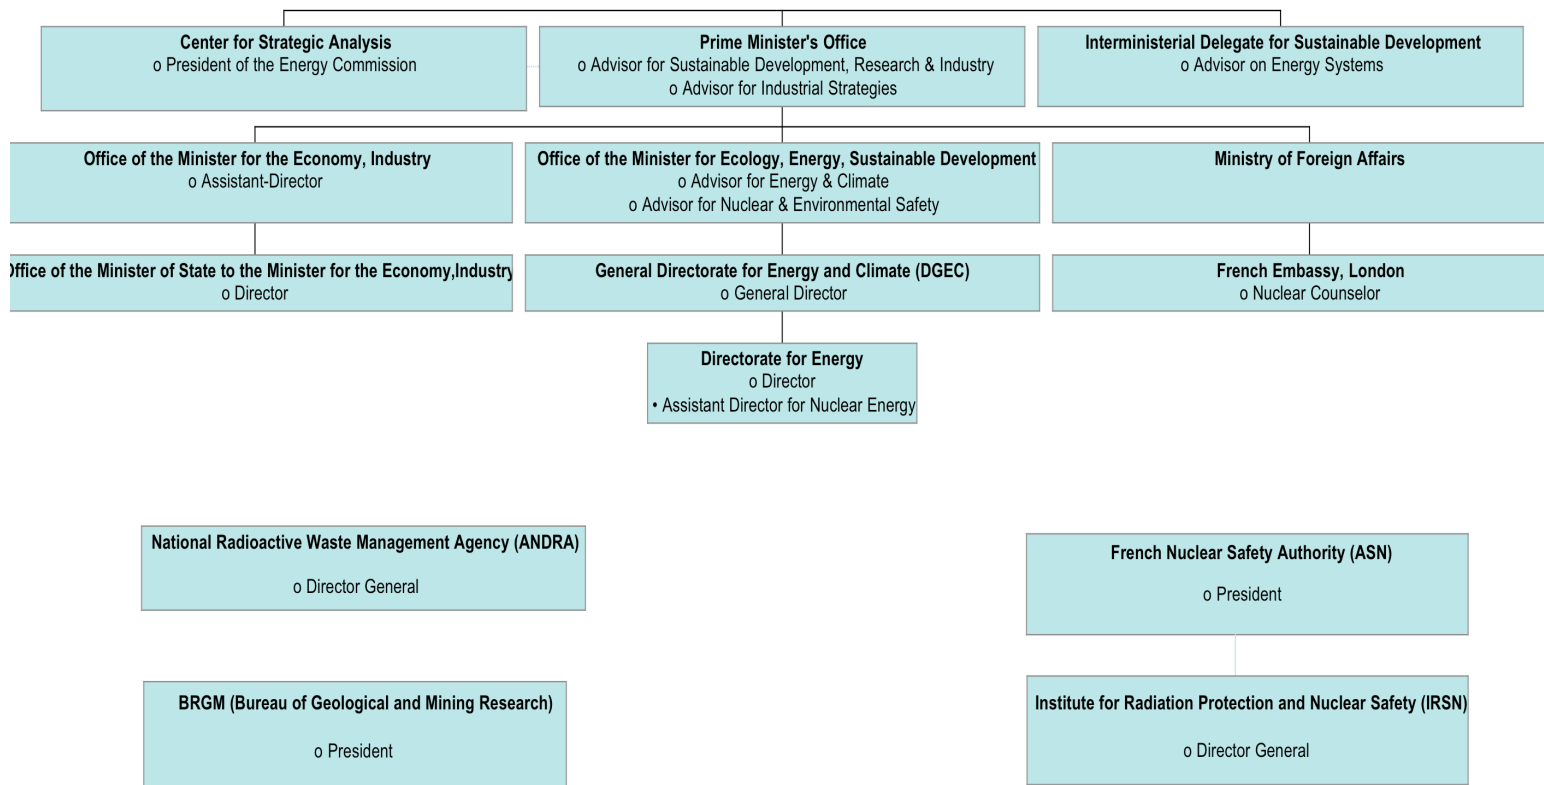 Center for Strategic Analysis
o President of the Energy Commission
Prime Minister's Office
o Advisor for Sustainable Development, Research & Industry
o Advisor for Industrial Strategies
Interministerial Delegate for Sustainable Development
o Advisor on Energy Systems
Office of the Minister for the Economy, Industry
o Assistant-Director
Office of the Minister for Ecology, Energy, Sustainable Development
o Advisor for Energy & Climate
o Advisor for Nuclear & Environmental Safety
Ministry of Foreign Affairs
Office of the Minister of State to the Minister for the Economy,Industry
o Director
General Directorate for Energy and Climate (DGEC)
o General Director
French Embassy, London
o Nuclear Counselor
Directorate for Energy
o Director
• Assistant Director for Nuclear Energy
National Radioactive Waste Management Agency (ANDRA)
o Director General
French Nuclear Safety Authority (ASN)
o President
BRGM (Bureau of Geological and Mining Research)
o President
Institute for Radiation Protection and Nuclear Safety (IRSN)
o Director General